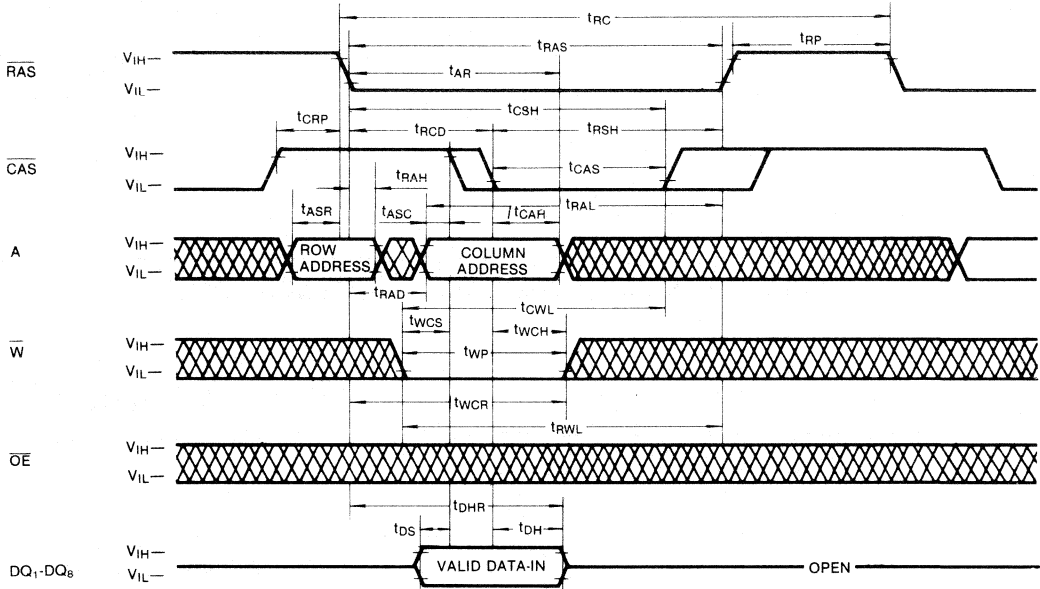 tRC
tRAS
tRP
RAS
VIH—
tAR
VIL—
tCSH
tCRP
tRCD
tRSH
CAS
VIH—
tCAS
VIL—
tRAH
tRAL
tASR
tASC
tCAH
A
VIH—
ROW ADDRESS
COLUMN ADDRESS
VIL—
tRAD
tCWL
tWCS
tWCH
W
VIH—
tWP
VIL—
tWCR
tRWL
OE
VIH—
VIL—
tDHR
tDS
tDH
DQ1-DQ8
VIH—
VALID DATA-IN
OPEN
VIL—